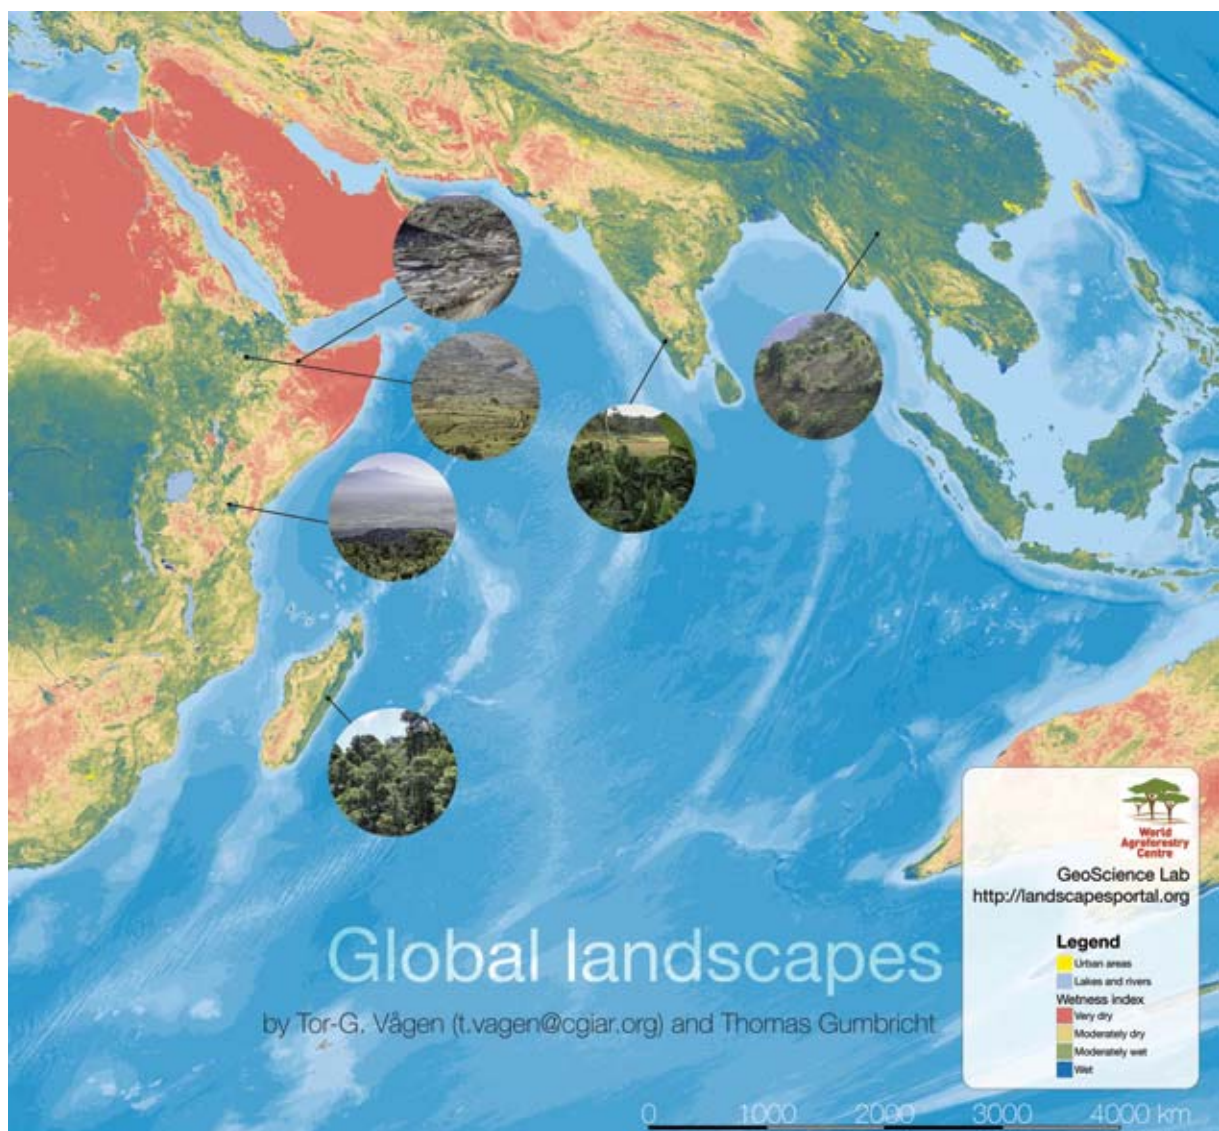 World
Agroforestry
Centre
GeoScience Lab
http://landscapesportal.org
Global landscapes
by Tor-G. Vågen (t.vagen@cgiar.org) and Thomas Gumbricht
Legend
Urban areas
Lakes and rivers
Wetness index
Very dry
Moderately dry
Moderately wet
Wet
0 1000 2000 3000 4000 km